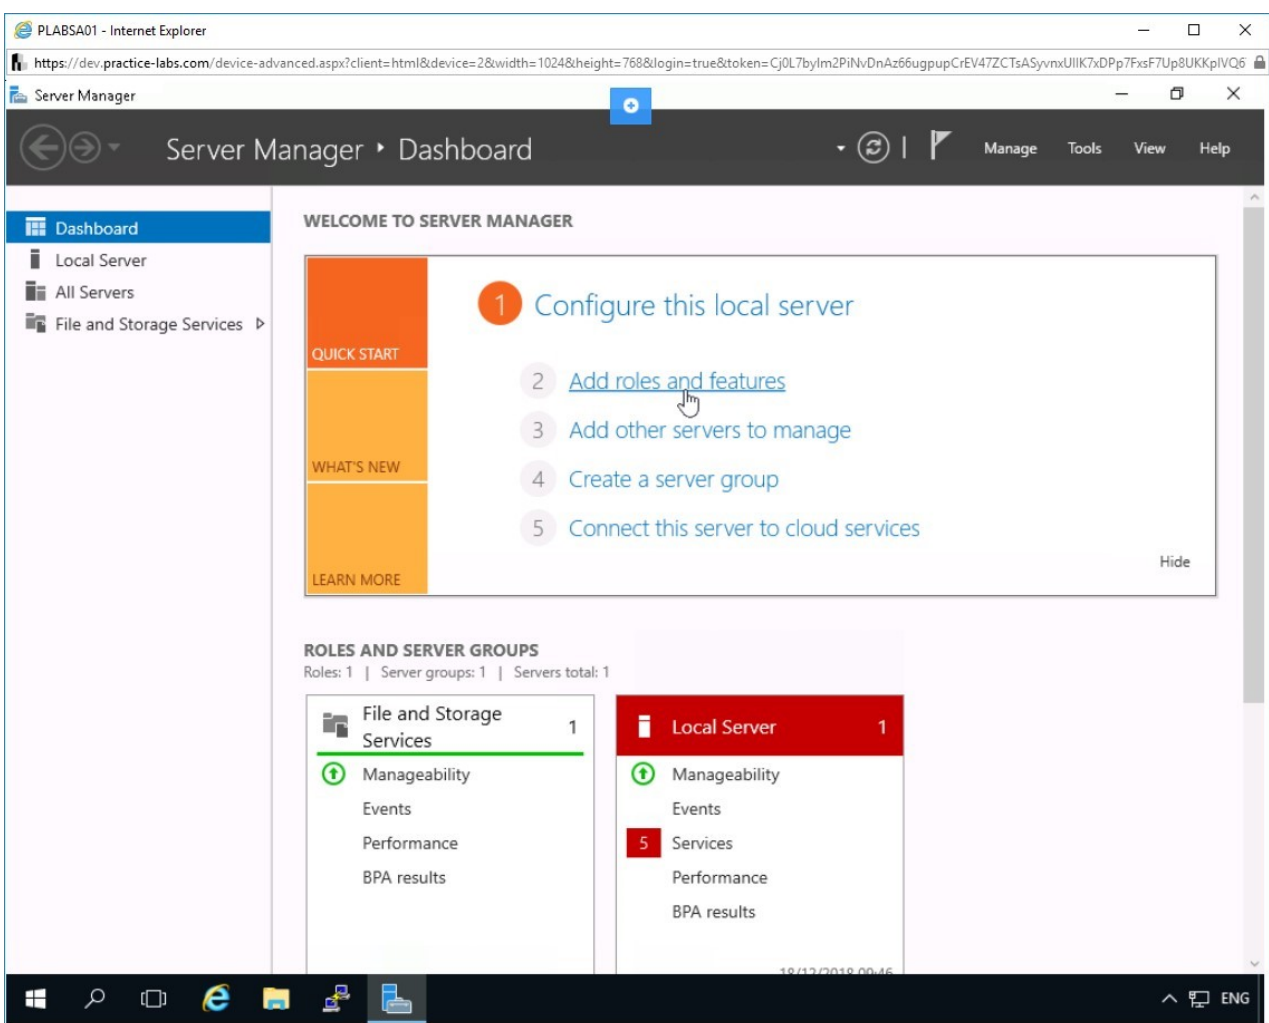 PLABSA01 - Internet Explorer
https://dev.practice-labs.com/device-advanced.aspx?client=html&device=2&width=1024&height=768&login=true&token=
Server Manager
Server Manager ‣ Dashboard
Manage Tools View Help
Dashboard
Local Server
All Servers
File and Storage Services
WELCOME TO SERVER MANAGER
QUICK START
WHAT'S NEW
LEARN MORE
1 Configure this local server
2 Add roles and features
3 Add other servers to manage
4 Create a server group
5 Connect this server to cloud services
Hide
ROLES AND SERVER GROUPS
Roles: 1 | Server groups: 1 | Servers total: 1
File and Storage
Services 1
Manageability
Events
Performance
BPA results
Local Server 1
Manageability
Events
5 Services
Performance
BPA results
18/12/2018 09:46
ENG